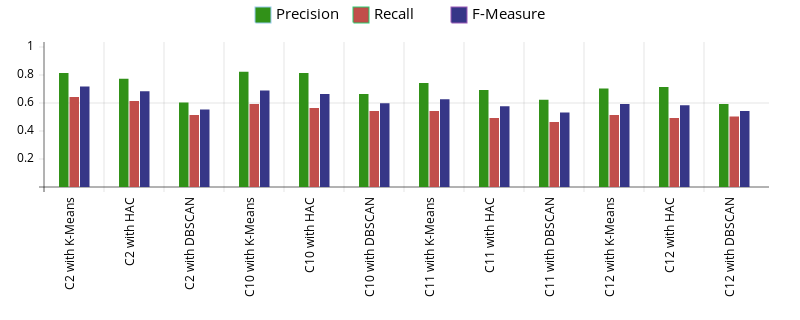 Precision Recall F-Measure
1
0.8
0.6
0.4
0.2
C2 with K-Means
C2 with HAC
C2 with DBSCAN
C10 with K-Means
C10 with HAC
C10 with DBSCAN
C11 with K-Means
C11 with HAC
C11 with DBSCAN
C12 with K-Means
C12 with HAC
C12 with DBSCAN